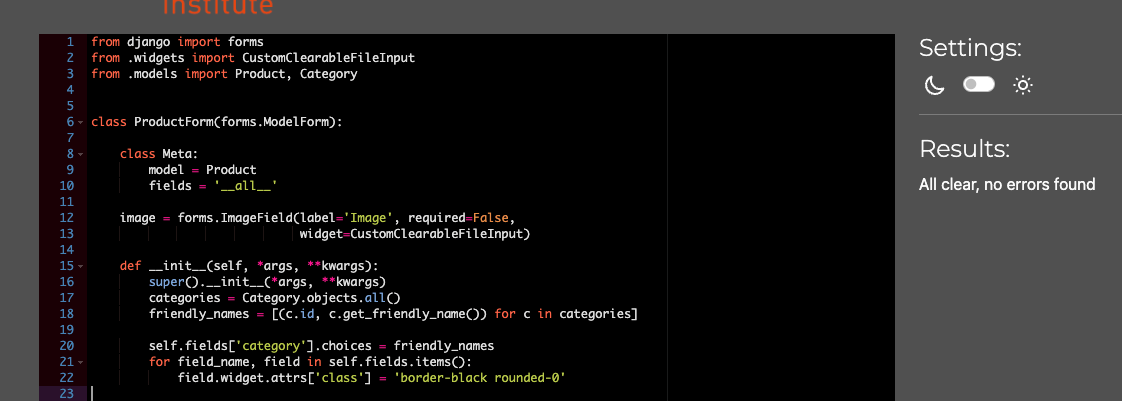 Institute
1 from django import forms
2 from .widgets import CustomClearableFileInput
3 from .models import Product, Category
4
5
6 class ProductForm(forms.ModelForm):
7
8     class Meta:
9         model = Product
10         fields = '__all__'
11
12     image = forms.ImageField(label='Image', required=False,
13                              widget=CustomClearableFileInput)
14
15     def __init__(self, *args, **kwargs):
16         super().__init__(*args, **kwargs)
17         categories = Category.objects.all()
18         friendly_names = [(c.id, c.get_friendly_name()) for c in categories]
19
20         self.fields['category'].choices = friendly_names
21         for field_name, field in self.fields.items():
22             field.widget.attrs['class'] = 'border-black rounded-0'
23
Settings:
Results:
All clear, no errors found